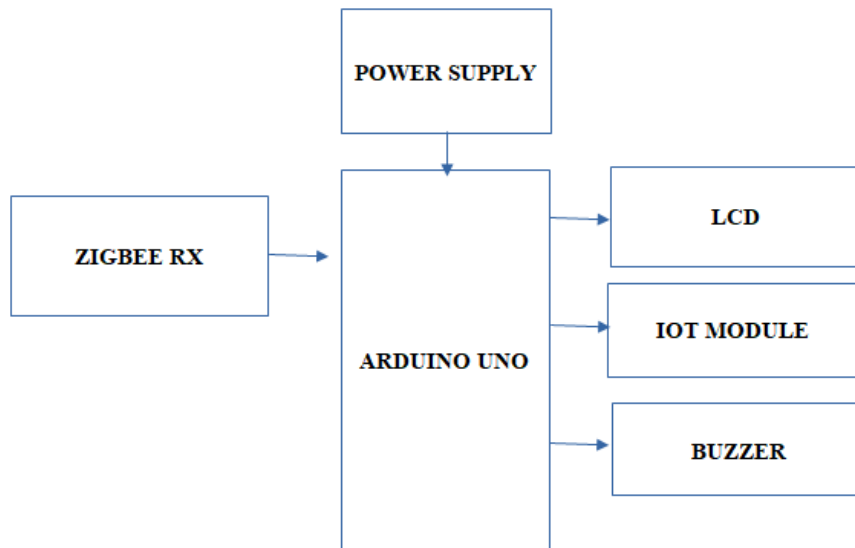 POWER SUPPLY
ZIGBEE RX
ARDUINO UNO
LCD
IOT MODULE
BUZZER